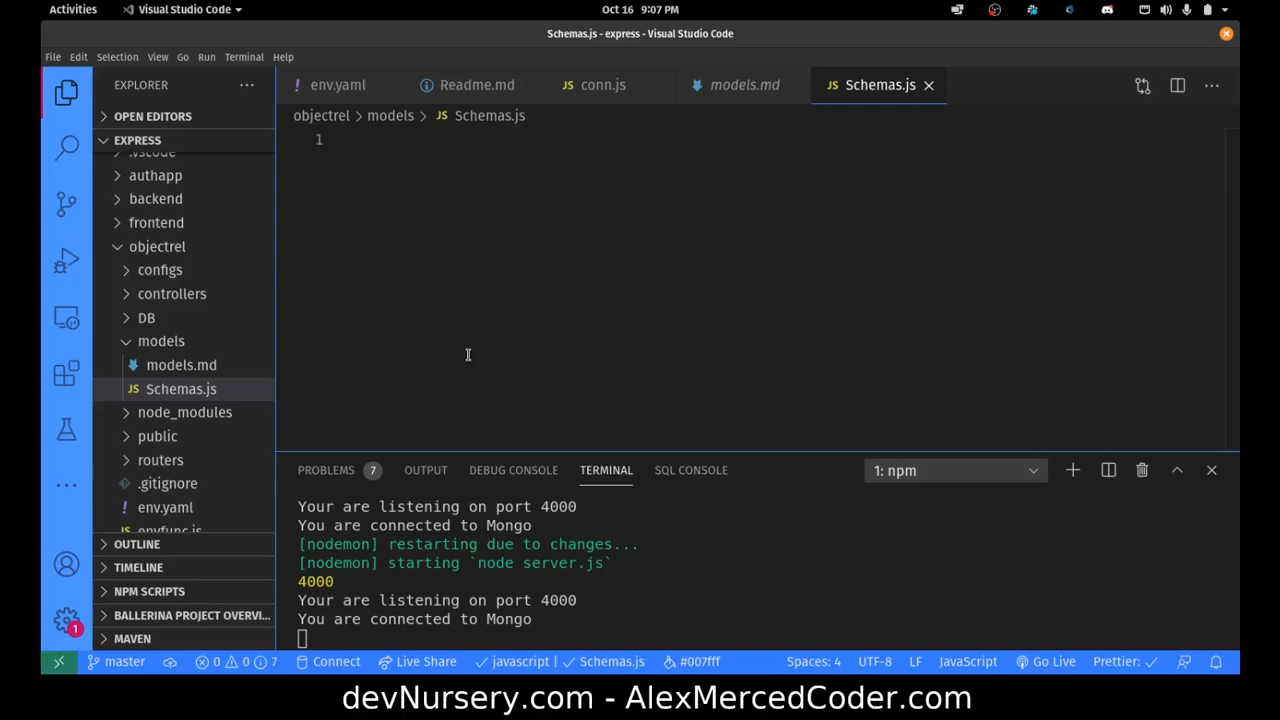 Activities
Visual Studio Code
Oct 16 9:07 PM
Schemas.js - express - Visual Studio Code
File Edit Selection View Go Run Terminal Help
EXPLORER
env.yaml
Readme.md
conn.js
models.md
Schemas.js
OPEN EDITORS
objectrel > models > JS Schemas.js
EXPRESS
1
.vscode
authapp
backend
frontend
objectrel
configs
controllers
DB
models
models.md
JS Schemas.js
node_modules
public
routers
.gitignore
env.yaml
JS envfunc.js
OUTLINE
TIMELINE
NPM SCRIPTS
BALLERINA PROJECT OVERVI...
MAVEN
PROBLEMS 7 OUTPUT DEBUG CONSOLE TERMINAL SQL CONSOLE 1: npm
Your are listening on port 4000
You are connected to Mongo
[nodemon] restarting due to changes...
[nodemon] starting `node server.js`
4000
Your are listening on port 4000
You are connected to Mongo
1
master 0 0 7 Connect Live Share javascript | Schemas.js #007fff Spaces: 4 UTF-8 LF JavaScript Go Live Prettier:
devNursery.com - AlexMercedCoder.com